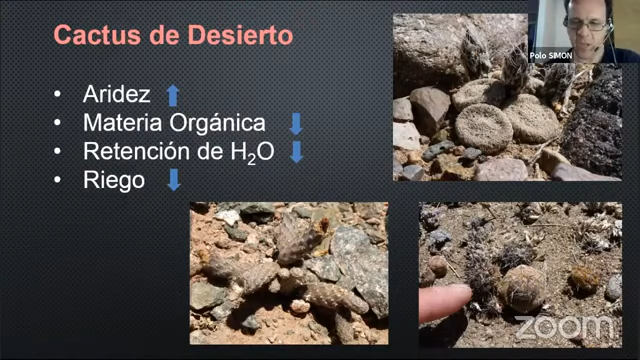 Cactus de Desierto
Polo SIMON
• Aridez
• Materia Orgánica
• Retención de H₂O
• Riego
zoom